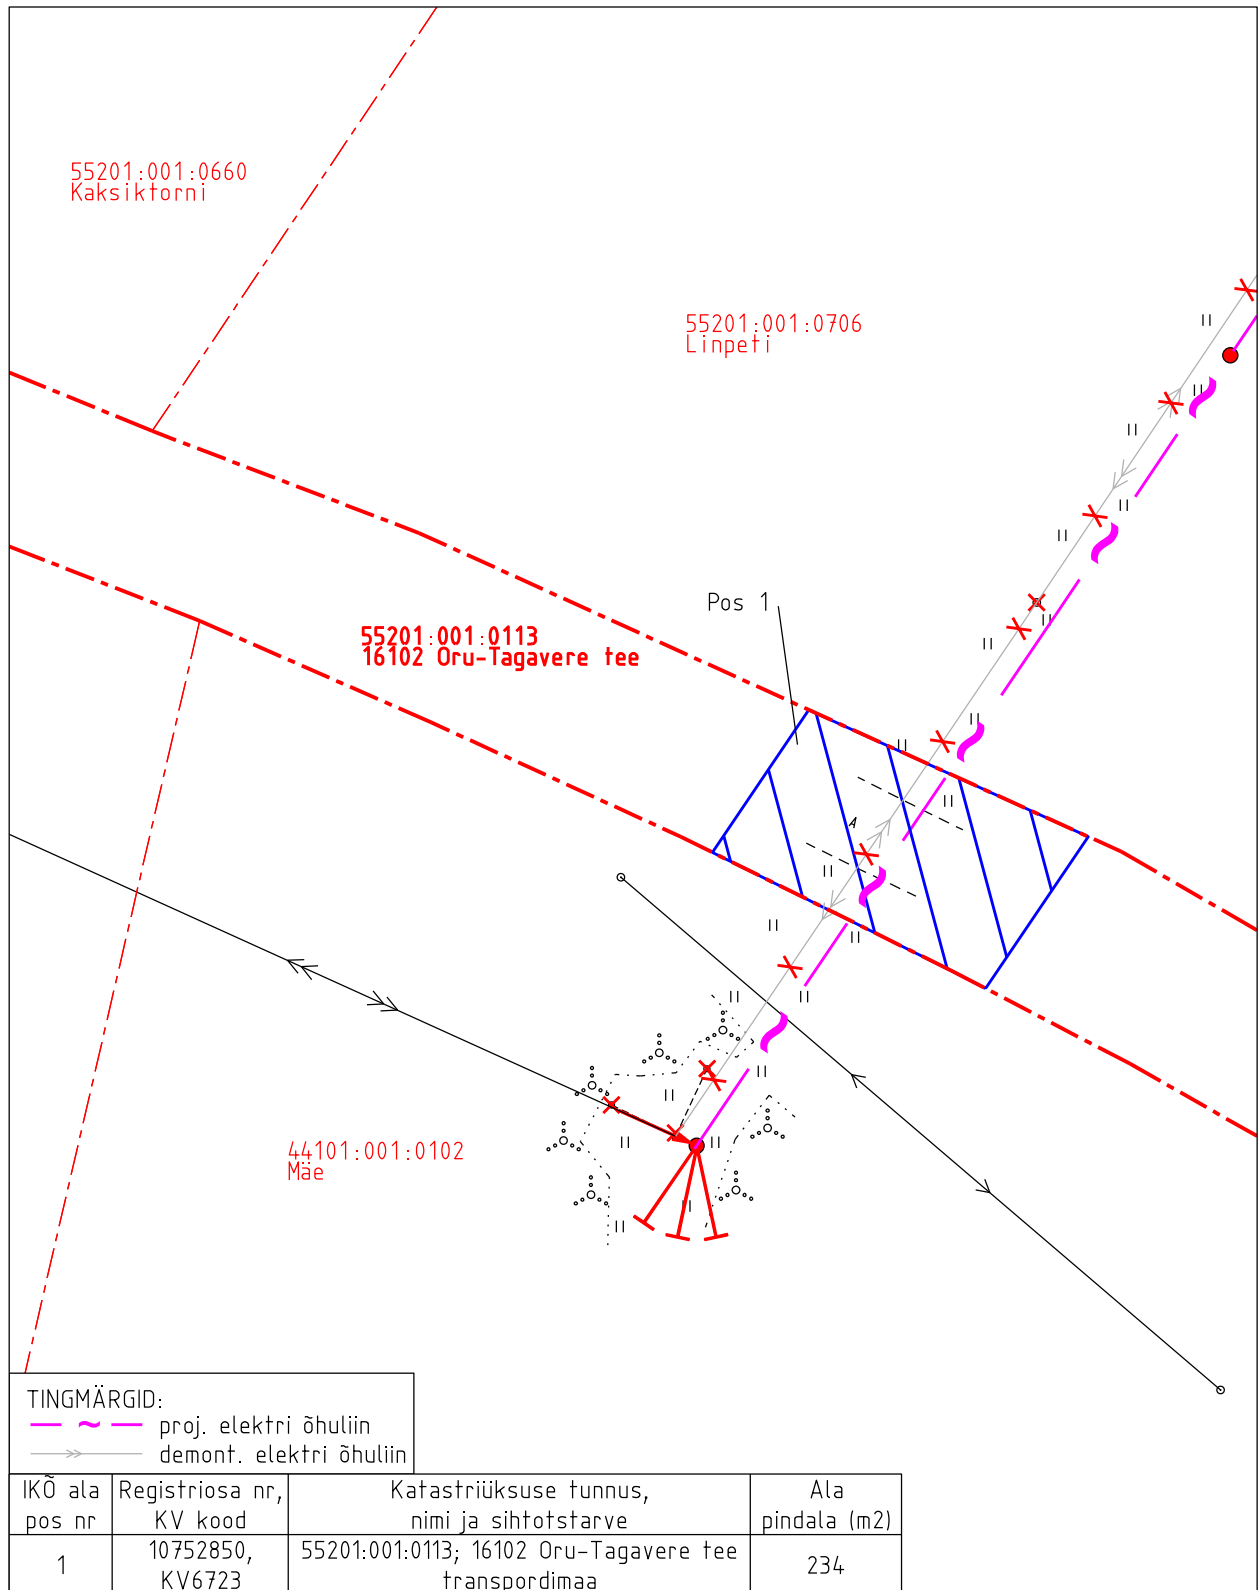 55201:001:0660
Kaksiktorni
55201:001:0706
Linpeti
Pos 1
55201:001:0113
16102 Oru-Tagavere tee
A
44101:001:0102
Mäe
TINGMÄRGID:
proj. elektri õhuliin
demont. elektri õhuliin
IKÕ ala pos nr
Registriosa nr, KV kood
Katastriüksuse tunnus, nimi ja sihtotstarve
Ala pindala (m2)
1
10752850, KV6723
55201:001:0113; 16102 Oru-Tagavere tee transpordimaa
234